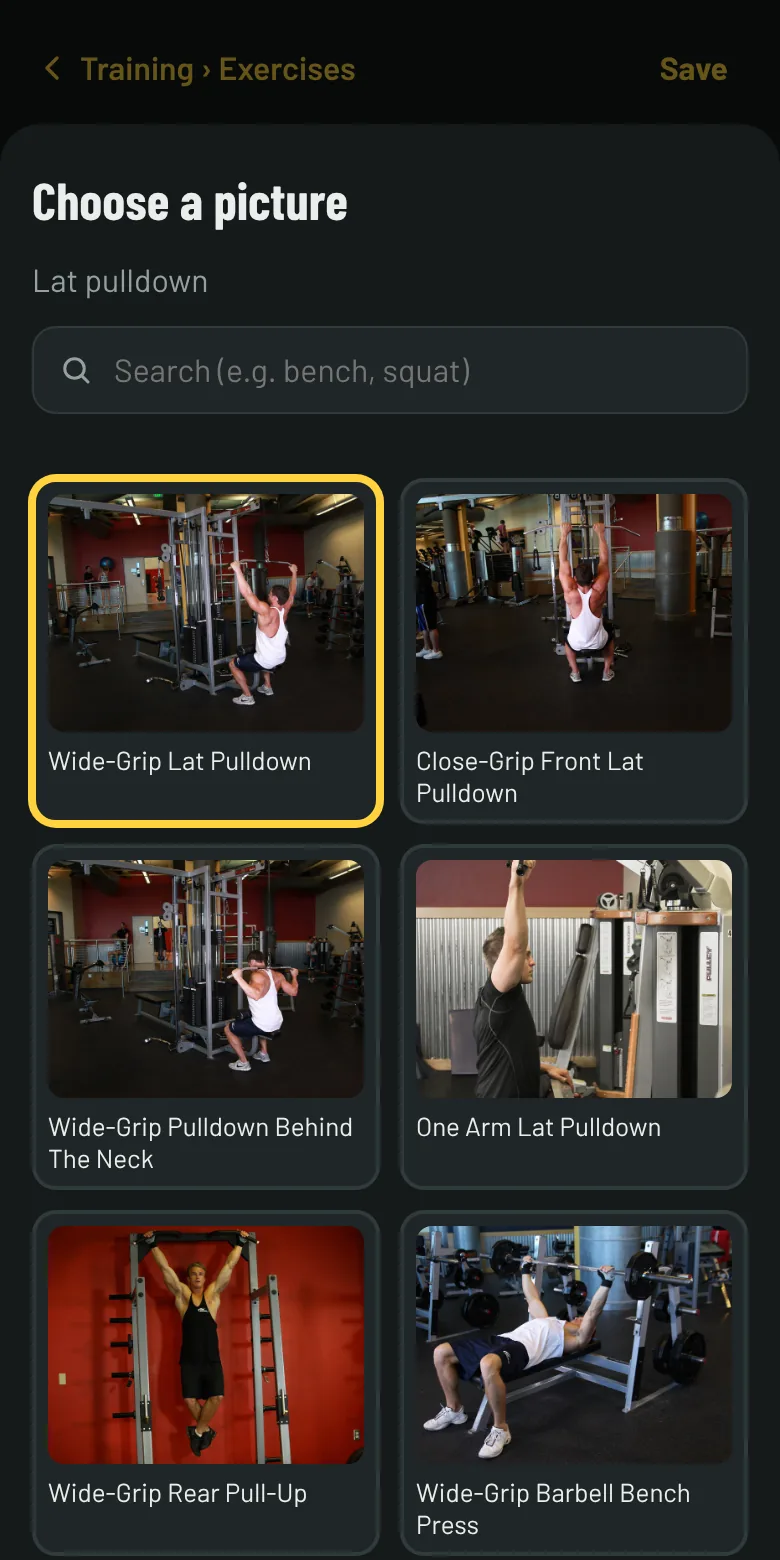 Training › Exercises
Save
Choose a picture
Lat pulldown
Search (e.g. bench, squat)
Wide-Grip Lat Pulldown
Close-Grip Front Lat
Pulldown
PULLEY
Wide-Grip Pulldown Behind
The Neck
One Arm Lat Pulldown
Wide-Grip Rear Pull-Up
Wide-Grip Barbell Bench
Press